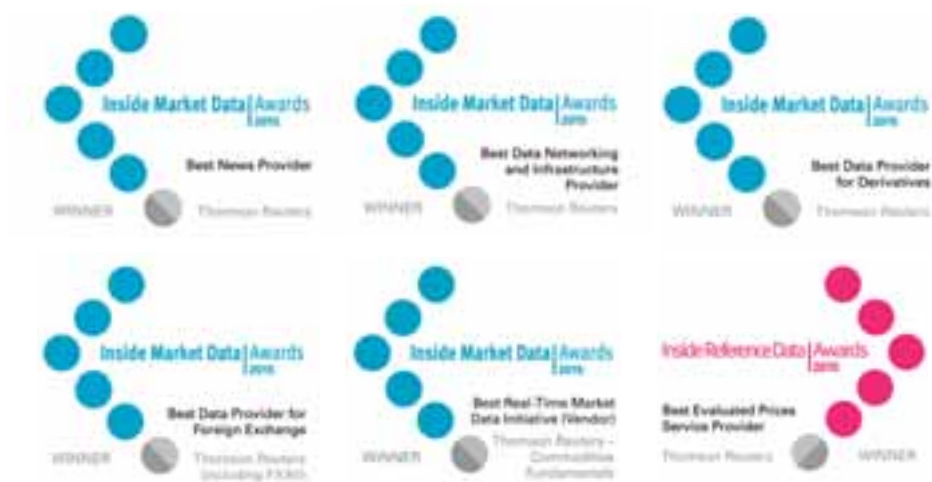 Inside Market Data Awards
2015
Best News Provider
WINNER Thomson Reuters
Inside Market Data Awards
2015
Best Data Networking
and Infrastructure
Provider
WINNER Thomson Reuters
Inside Market Data Awards
2015
Best Data Provider
for Derivatives
WINNER Thomson Reuters
Inside Market Data Awards
2015
Best Data Provider for
Foreign Exchange
WINNER Thomson Reuters
(including
Inside Market Data Awards
2015
Best Real-Time Market
Data Initiative (Vendor)
WINNER Thomson Reuters –
Commodities
Fundamentals
Inside Reference Data Awards
2015
Best Evaluated Prices
Service Provider
Thomson Reuters WINNER